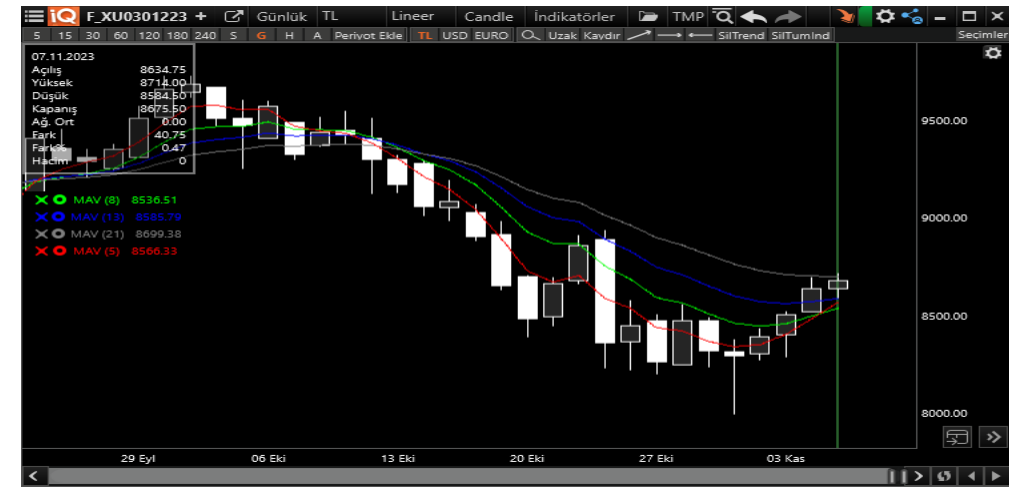 iQ F_XU0301223 + Günlük TL Lineer Candle İndikatörler TMP
5 15 30 60 120 180 240 S G H A Periyot Ekle TL USD EURO Uzak Kaydır SilTrend SilTumInd Seçimler
07.11.2023
Açılış 8634.75
Yüksek 8714.00
Düşük 8584.50
Kapanış 8675.50
Ağ. Ort 0.00
Fark 40.75
Fark% 0.47
Hacim 0
MAV (8) 8536.51
MAV (13) 8585.79
MAV (21) 8699.38
MAV (5) 8566.33
9500.00
9000.00
8500.00
8000.00
29 Eyl 06 Eki 13 Eki 20 Eki 27 Eki 03 Kas